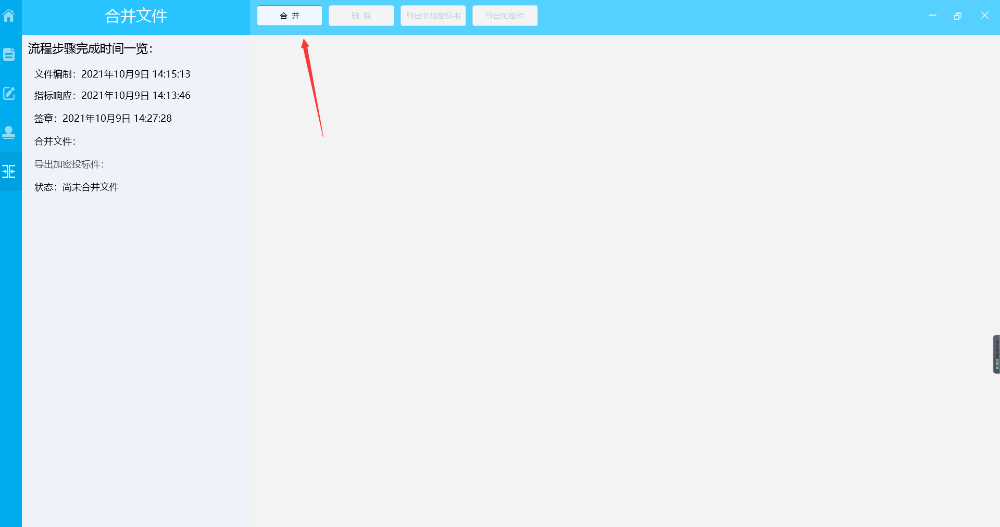 合并文件
合 并
删 除
导出非加密标书
导出加密件
流程步骤完成时间一览：
文件编制：2021年10月9日 14:15:13
指标响应：2021年10月9日 14:13:46
签章：2021年10月9日 14:27:28
合并文件：
导出加密投标件：
状态：尚未合并文件